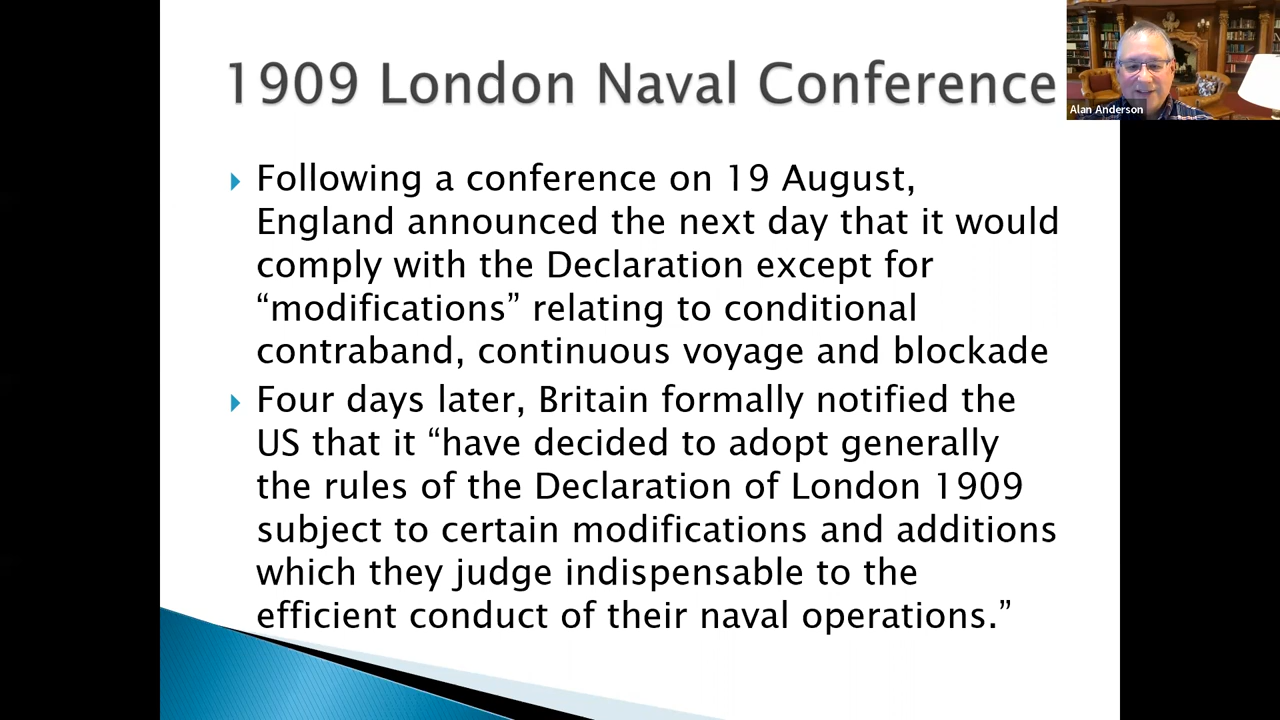 1909 London Naval Conference
Alan Anderson
Following a conference on 19 August,
England announced the next day that it would
comply with the Declaration except for
“modifications” relating to conditional
contraband, continuous voyage and blockade
Four days later, Britain formally notified the
US that it “have decided to adopt generally
the rules of the Declaration of London 1909
subject to certain modifications and additions
which they judge indispensable to the
efficient conduct of their naval operations.”